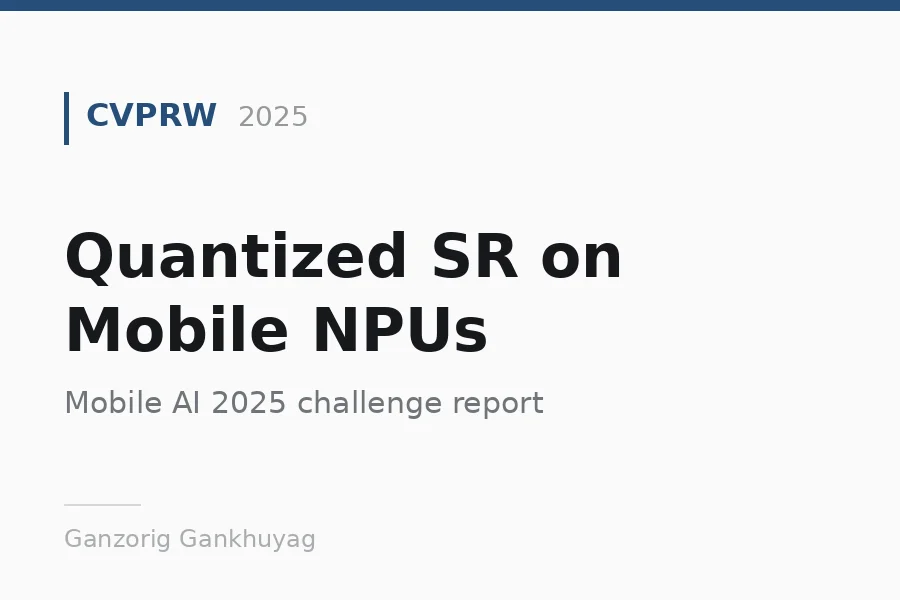 CVPRW 2025
Quantized SR on
Mobile NPUs
Mobile AI 2025 challenge report
Ganzorig Gankhuyag